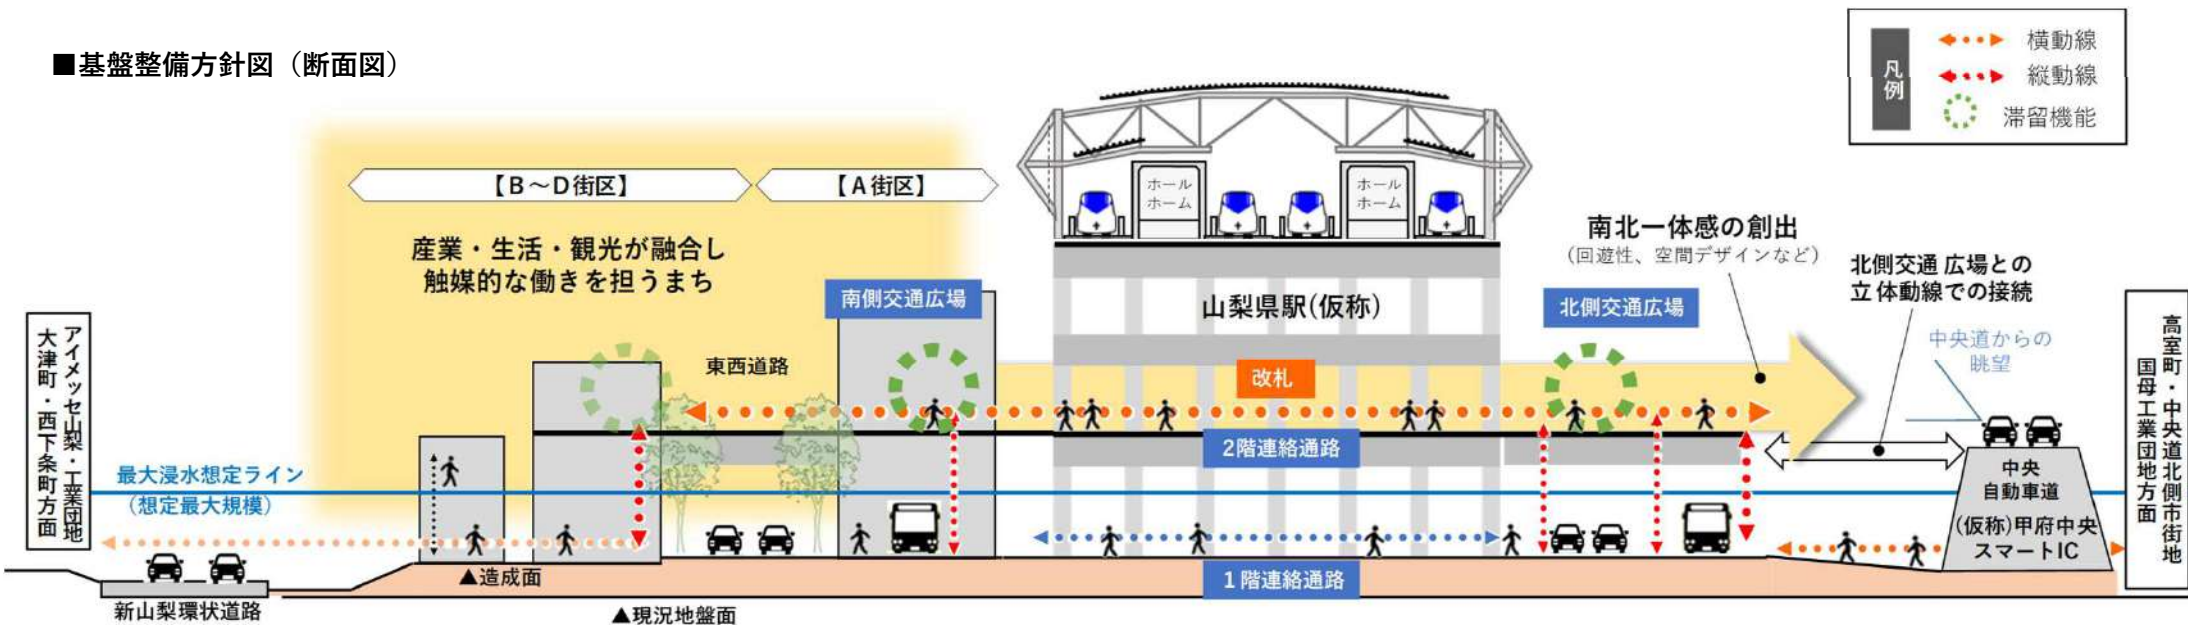 ■基盤整備方針図（断面図）
凡例
横動線
縦動線
滞留機能
【B～D街区】
【A街区】
産業・生活・観光が融合し
触媒的な働きを担うまち
南側交通広場
東西道路
ホール
ホーム
ホール
ホーム
山梨県駅(仮称)
改札
2階連絡通路
1階連絡通路
北側交通広場
南北一体感の創出
（回遊性、空間デザインなど）
北側交通 広場との
立体動線での接続
中央道からの
眺望
中央
自動車道
(仮称)甲府中央
スマートIC
高室町・中央道北側市街地
国母工業団地方面
アイメッセ山梨・工業団地
大津町・西下条町方面
最大浸水想定ライン
（想定最大規模）
▲造成面
新山梨環状道路
▲現況地盤面